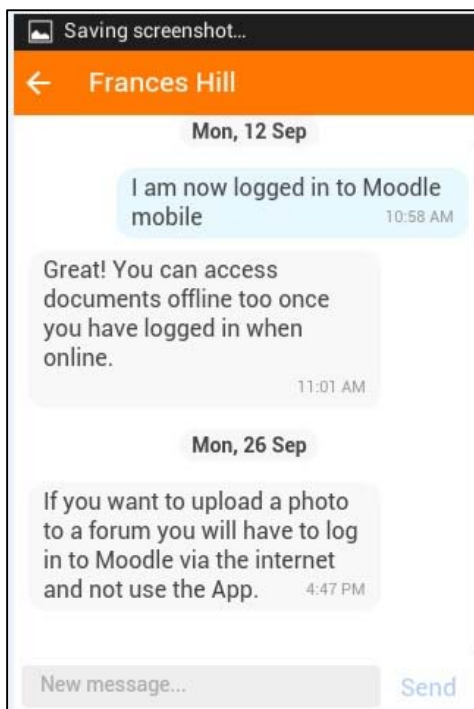 Saving screenshot...
Frances Hill
Mon, 12 Sep
I am now logged in to Moodle
mobile
10:58 AM
Great! You can access
documents offline too once
you have logged in when
online.
11:01 AM
Mon, 26 Sep
If you want to upload a photo
to a forum you will have to log
in to Moodle via the internet
and not use the App. 4:47 PM
New message... Send